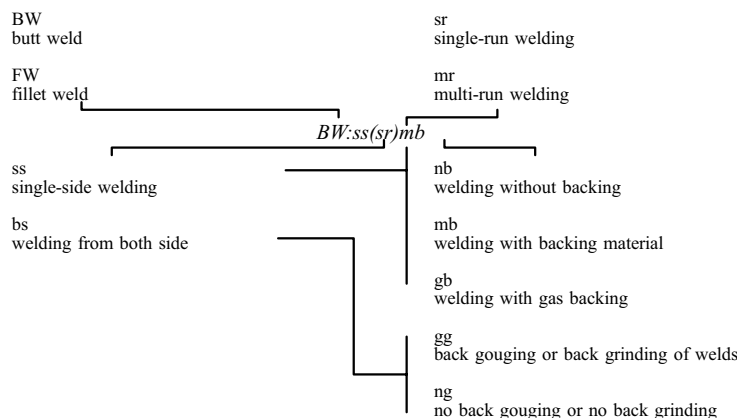 BW
butt weld
sr
single-run welding
FW
fillet weld
mr
multi-run welding
BW:ss(sr)mb
ss
single-side welding
nb
welding without backing
bs
welding from both side
mb
welding with backing material
gb
welding with gas backing
gg
back gouging or back grinding of welds
ng
no back gouging or no back grinding